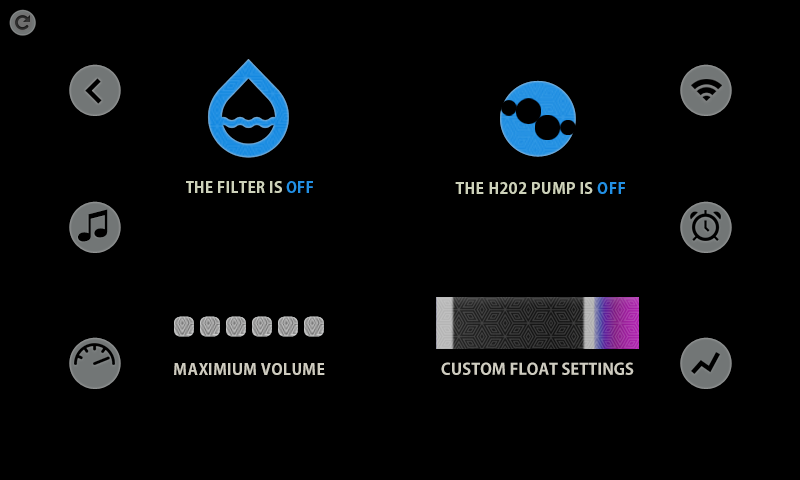 THE FILTER IS OFF
THE H202 PUMP IS OFF
MAXIMIUM VOLUME
CUSTOM FLOAT SETTINGS